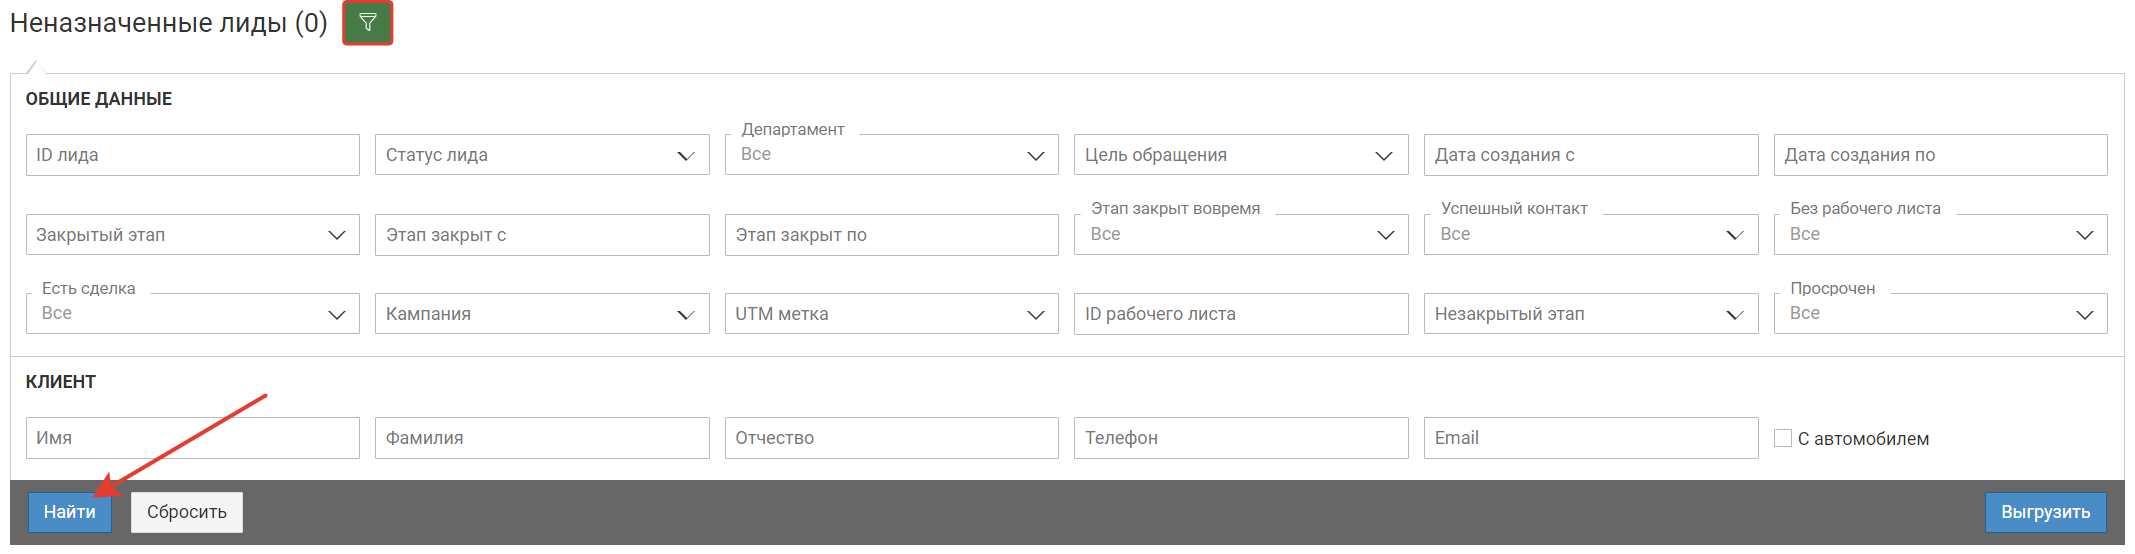 Неназначенные лиды (0)
ОБЩИЕ ДАННЫЕ
ID лида
Статус лида
Департамент
Все
Цель обращения
Дата создания с
Дата создания по
Закрытый этап
Этап закрыт с
Этап закрыт по
Этап закрыт вовремя
Все
Успешный контакт
Все
Без рабочего листа
Все
Есть сделка
Все
Кампания
UTM метка
ID рабочего листа
Незакрытый этап
Просрочен
Все
КЛИЕНТ
Имя
Фамилия
Отчество
Телефон
Email
С автомобилем
Найти
Сбросить
Выгрузить